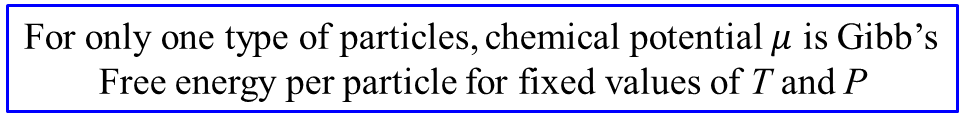 For only one type of particles, chemical potential μ is Gibb's
Free energy per particle for fixed values of T and P